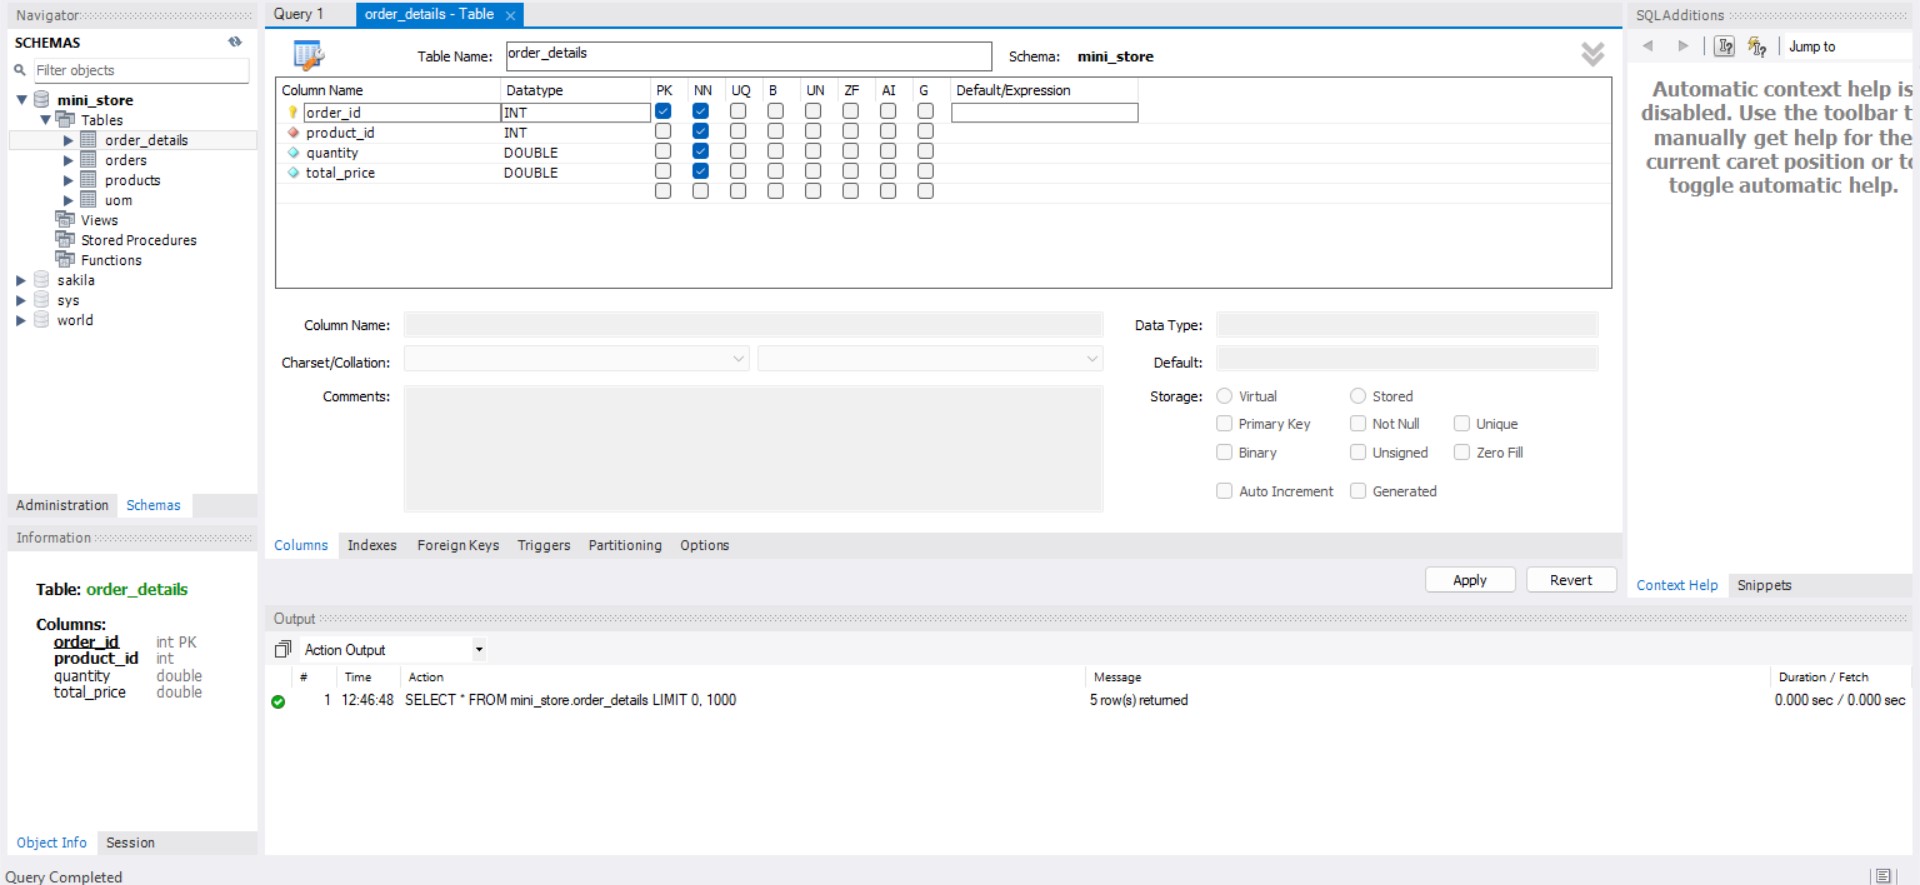 Navigator
SCHEMAS
Filter objects
mini_store
Tables
order_details
orders
products
uom
Views
Stored Procedures
Functions
sakila
sys
world
Administration Schemas
Information
Table: order_details
Columns:
order_id int PK
product_id int
quantity double
total_price double
Object Info Session
Query Completed
Query 1 order_details - Table
Table Name: order_details Schema: mini_store
Column Name Datatype PK NN UQ B UN ZF AI G Default/Expression
order_id INT
product_id INT
quantity DOUBLE
total_price DOUBLE
Column Name: Data Type:
Charset/Collation: Default:
Comments: Storage: Virtual Stored
Primary Key Not Null Unique
Binary Unsigned Zero Fill
Auto Increment Generated
Columns Indexes Foreign Keys Triggers Partitioning Options
Apply Revert
Output
Action Output
# Time Action Message Duration / Fetch
1 12:46:48 SELECT * FROM mini_store.order_details LIMIT 0, 1000 5 row(s) returned 0.000 sec / 0.000 sec
SQLAdditions
Jump to
Automatic context help is
disabled. Use the toolbar t
manually get help for the
current caret position or to
toggle automatic help.
Context Help Snippets